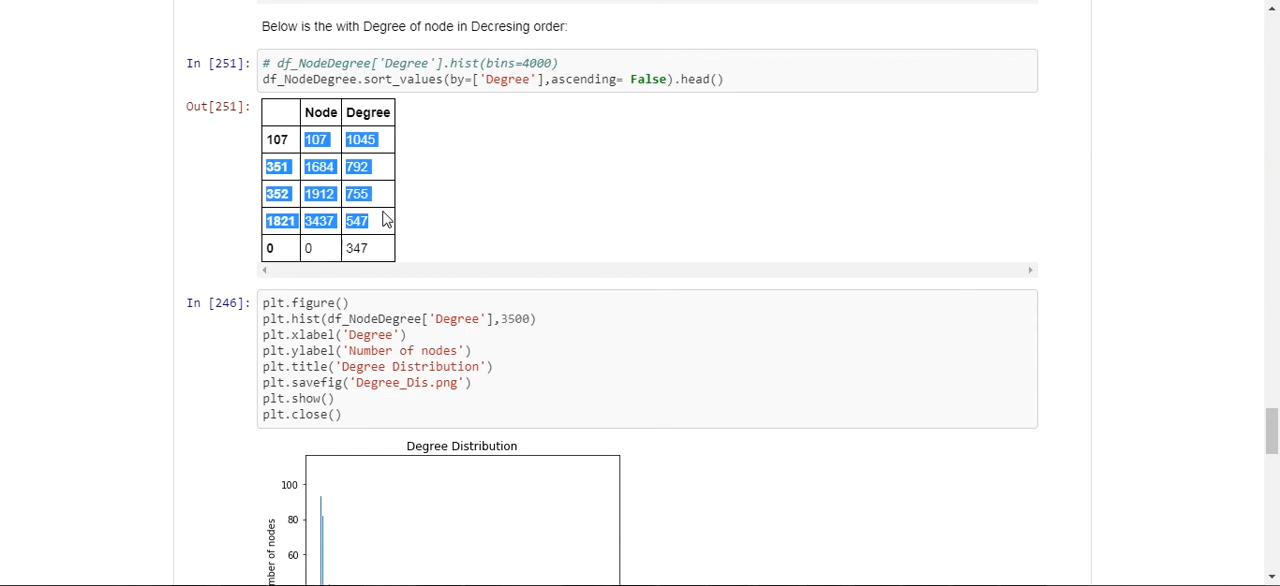 Below is the with Degree of node in Decresing order:
In [251]: # df_NodeDegree['Degree'].hist(bins=4000)
df_NodeDegree.sort_values(by=['Degree'],ascending= False).head()
Out[251]:
Node Degree
107 107 1045
351 1684 792
352 1912 755
1821 3437 547
0 0 347
In [246]: plt.figure()
plt.hist(df_NodeDegree['Degree'],3500)
plt.xlabel('Degree')
plt.ylabel('Number of nodes')
plt.title('Degree Distribution')
plt.savefig('Degree_Dis.png')
plt.show()
plt.close()
Degree Distribution
100
80
60
mber of nodes